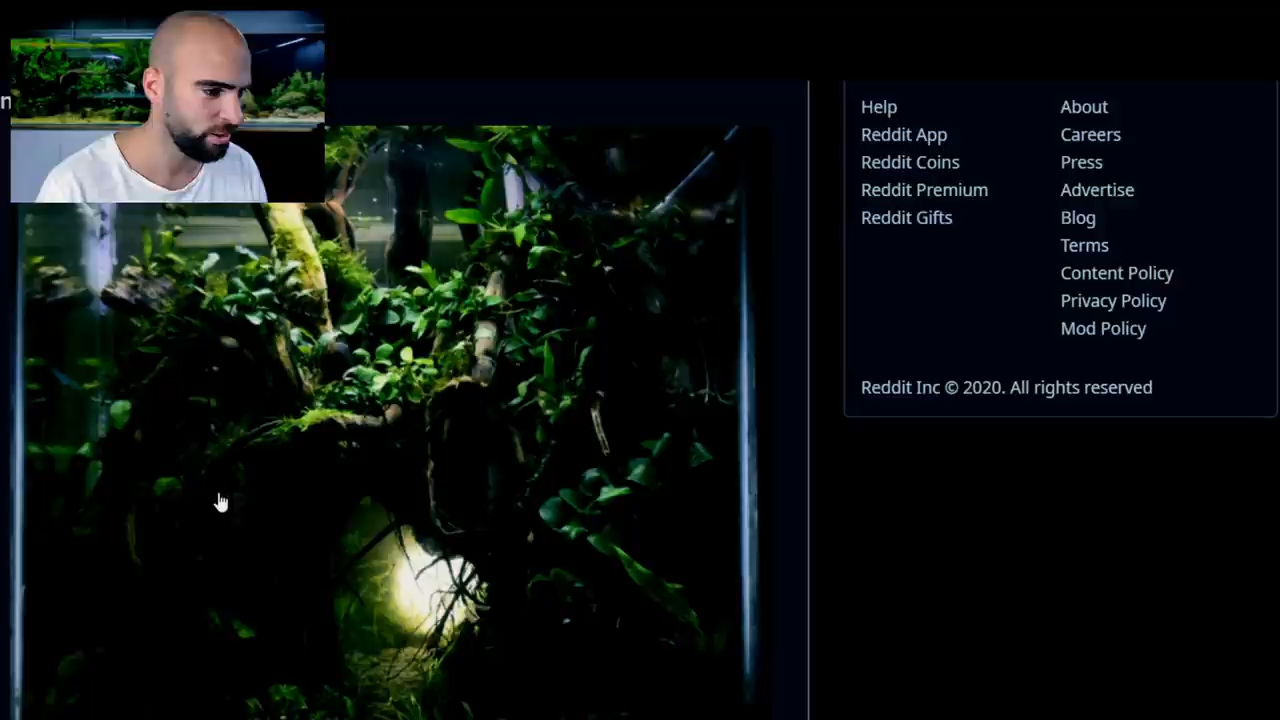 n
Help
About
Reddit App
Careers
Reddit Coins
Press
Reddit Premium
Advertise
Reddit Gifts
Blog
Terms
Content Policy
Privacy Policy
Mod Policy
Reddit Inc © 2020. All rights reserved